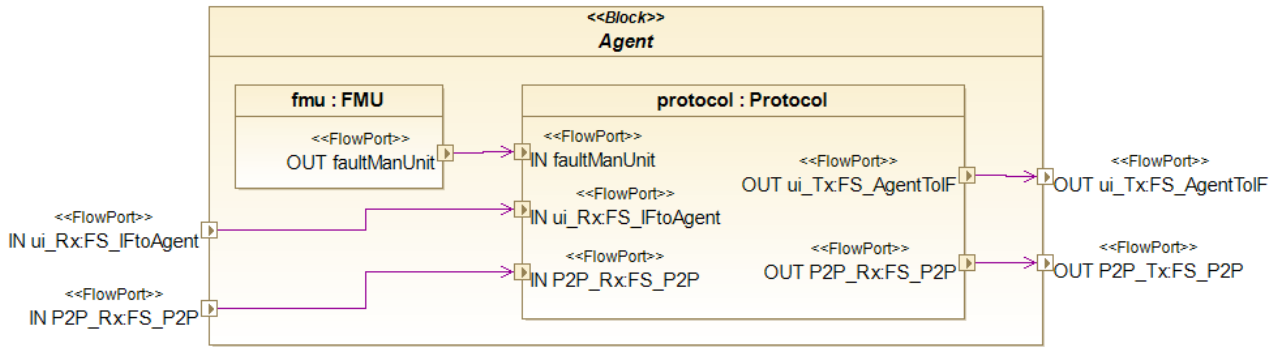 <<Block>>
Agent
fmu : FMU
<<FlowPort>>
OUT faultManUnit
protocol : Protocol
<<FlowPort>>
IN faultManUnit
<<FlowPort>>
OUT ui_Tx:FS_AgentToIF
<<FlowPort>>
OUT ui_Tx:FS_AgentToIF
<<FlowPort>>
IN ui_Rx:FS_IFtoAgent
<<FlowPort>>
IN ui_Rx:FS_IFtoAgent
<<FlowPort>>
IN P2P_Rx:FS_P2P
<<FlowPort>>
OUT P2P_Rx:FS_P2P
<<FlowPort>>
OUT P2P_Tx:FS_P2P
<<FlowPort>>
IN P2P_Rx:FS_P2P